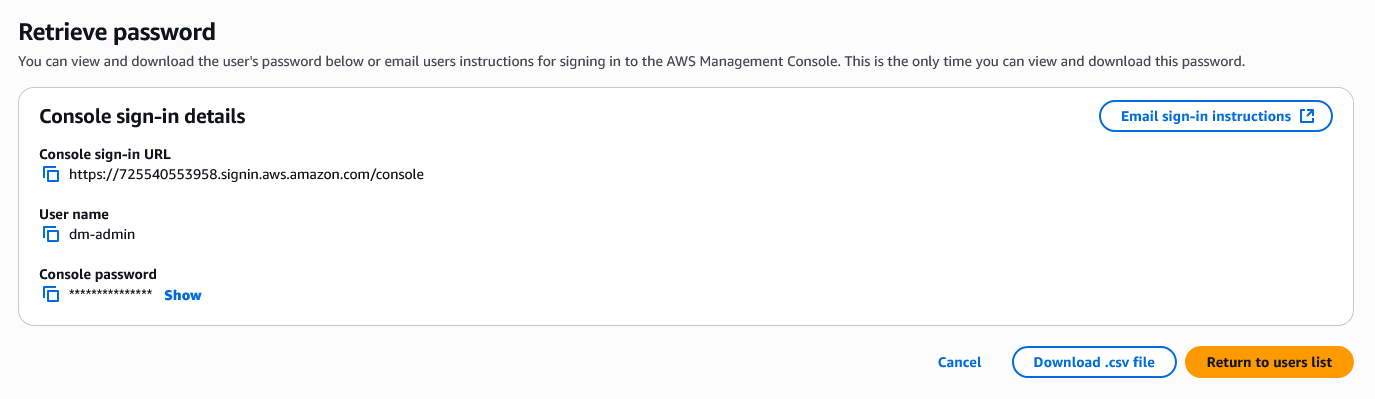 Retrieve password
You can view and download the user's password below or email users instructions for signing in to the AWS Management Console. This is the only time you can view and download this password.
Console sign-in details
Email sign-in instructions
Console sign-in URL
https://725540553958.signin.aws.amazon.com/console
User name
dm-admin
Console password
*************** Show
Cancel
Download .csv file
Return to users list